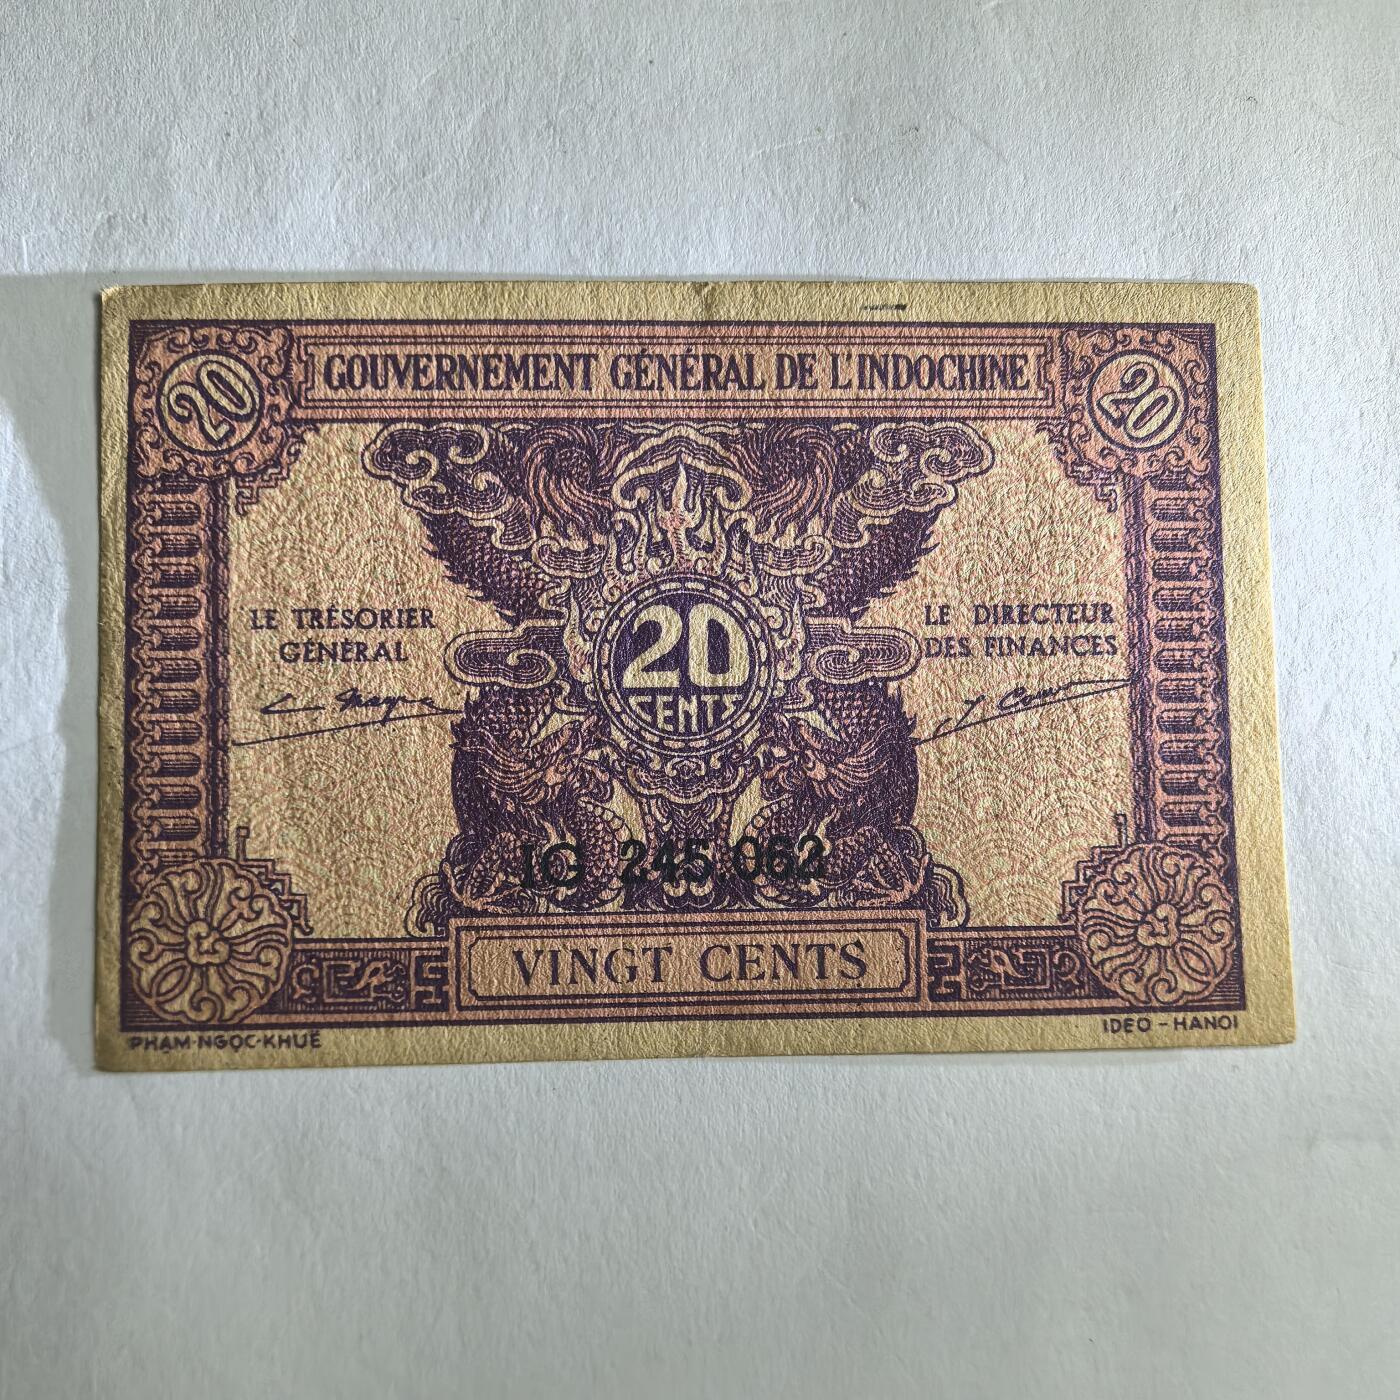 GOUVERNEMENT GÉNÉRAL DE L'INDOCHINE
20
20
LE TRÉSORIER
GÉNÉRAL
LE DIRECTEUR
DES FINANCES
20
CENTS
IG 245.062
VINGT CENTS
PHẠM-NGỌC-KHUÊ
IDEO - HANOI